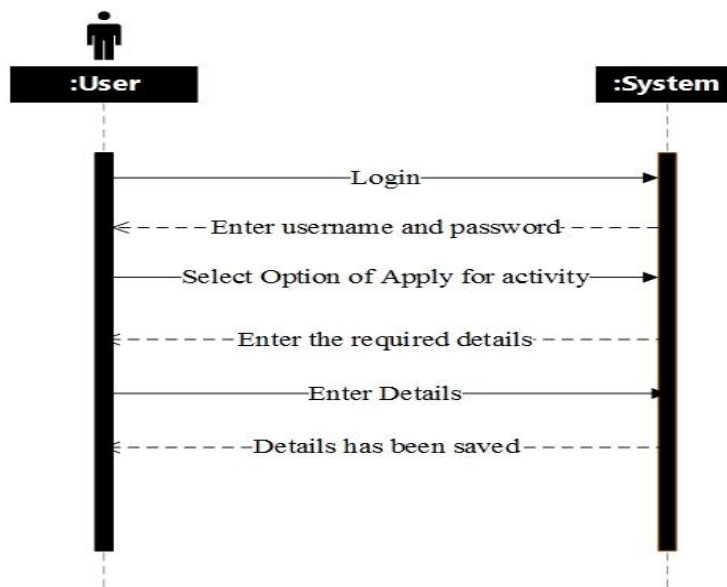 :User
:System
Login
Enter username and password
Select Option of Apply for activity
Enter the required details
Enter Details
Details has been saved